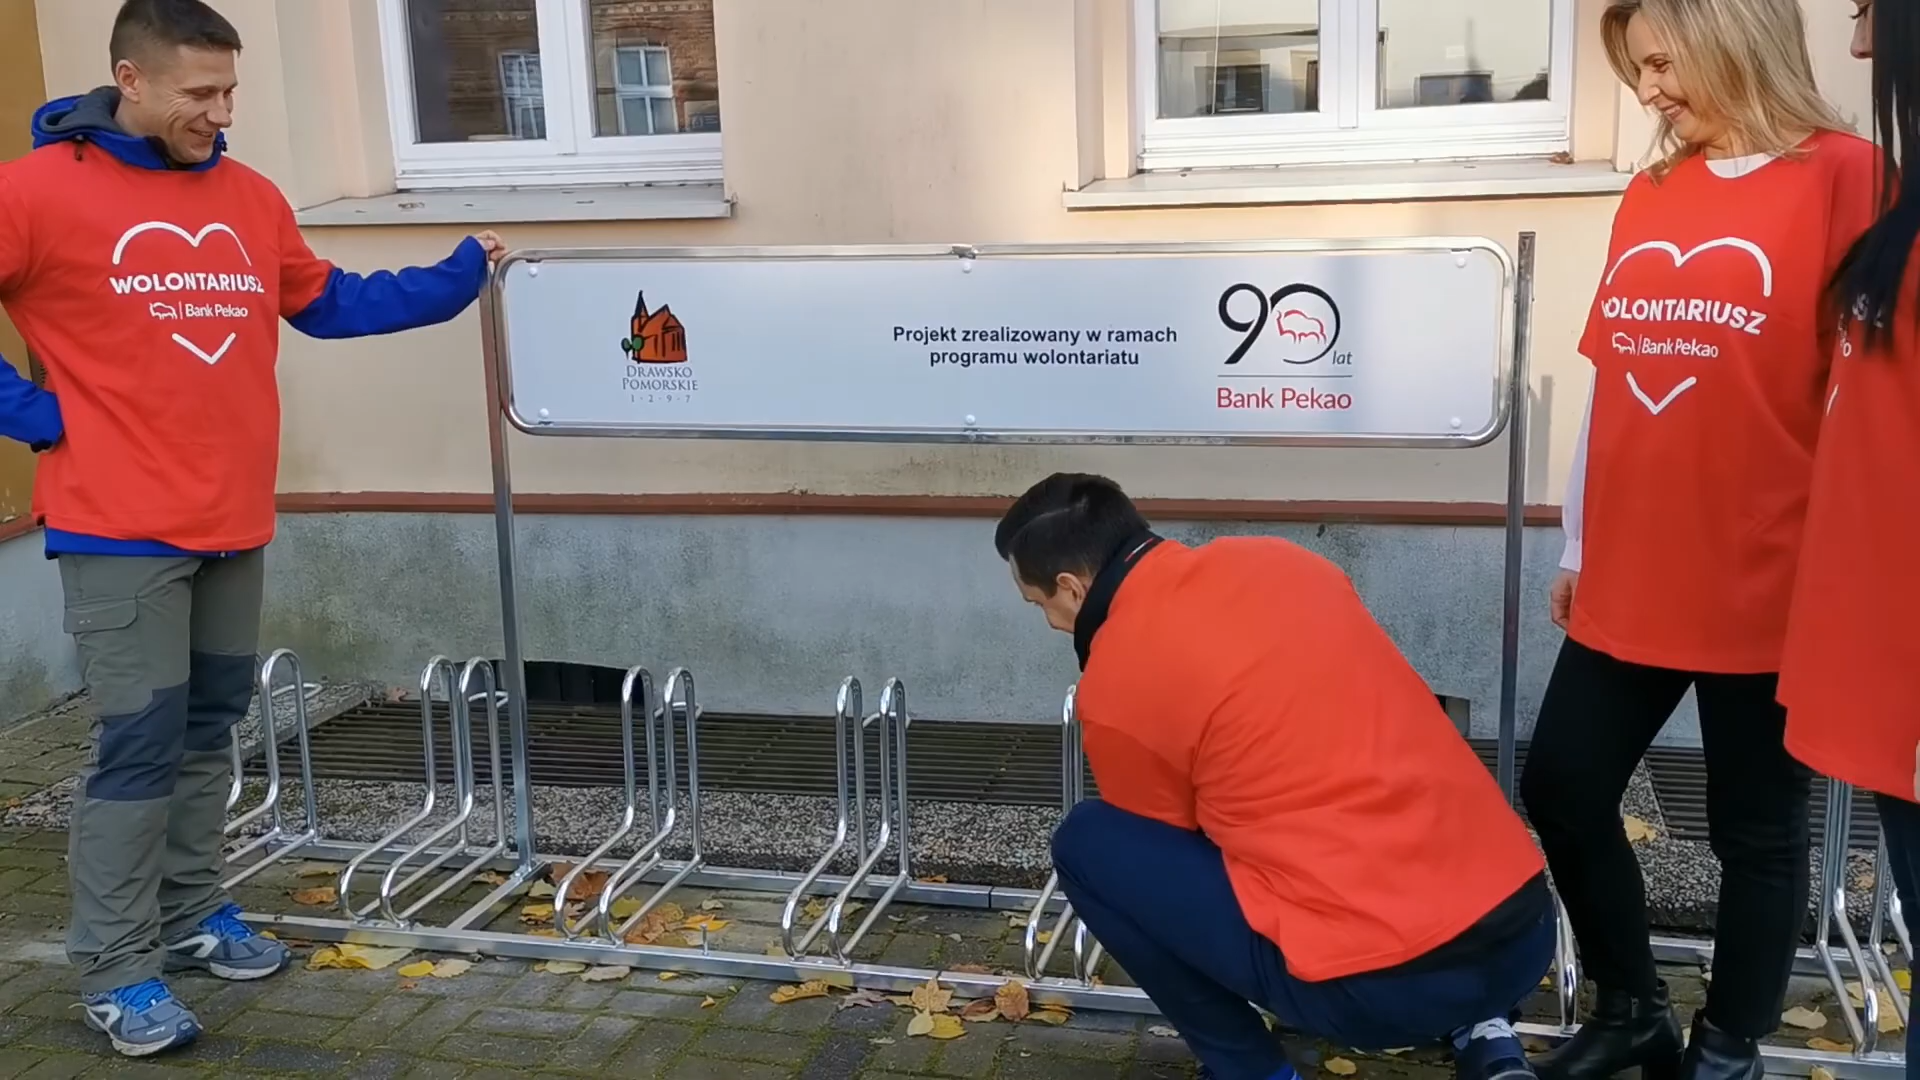 WOLONTARIUSZ
Bank Pekao
DRAWSKO
POMORSKIE
1·2·9·7
Projekt zrealizowany w ramach
programu wolontariatu
90 lat
Bank Pekao
WOLONTARIUSZ
Bank Pekao